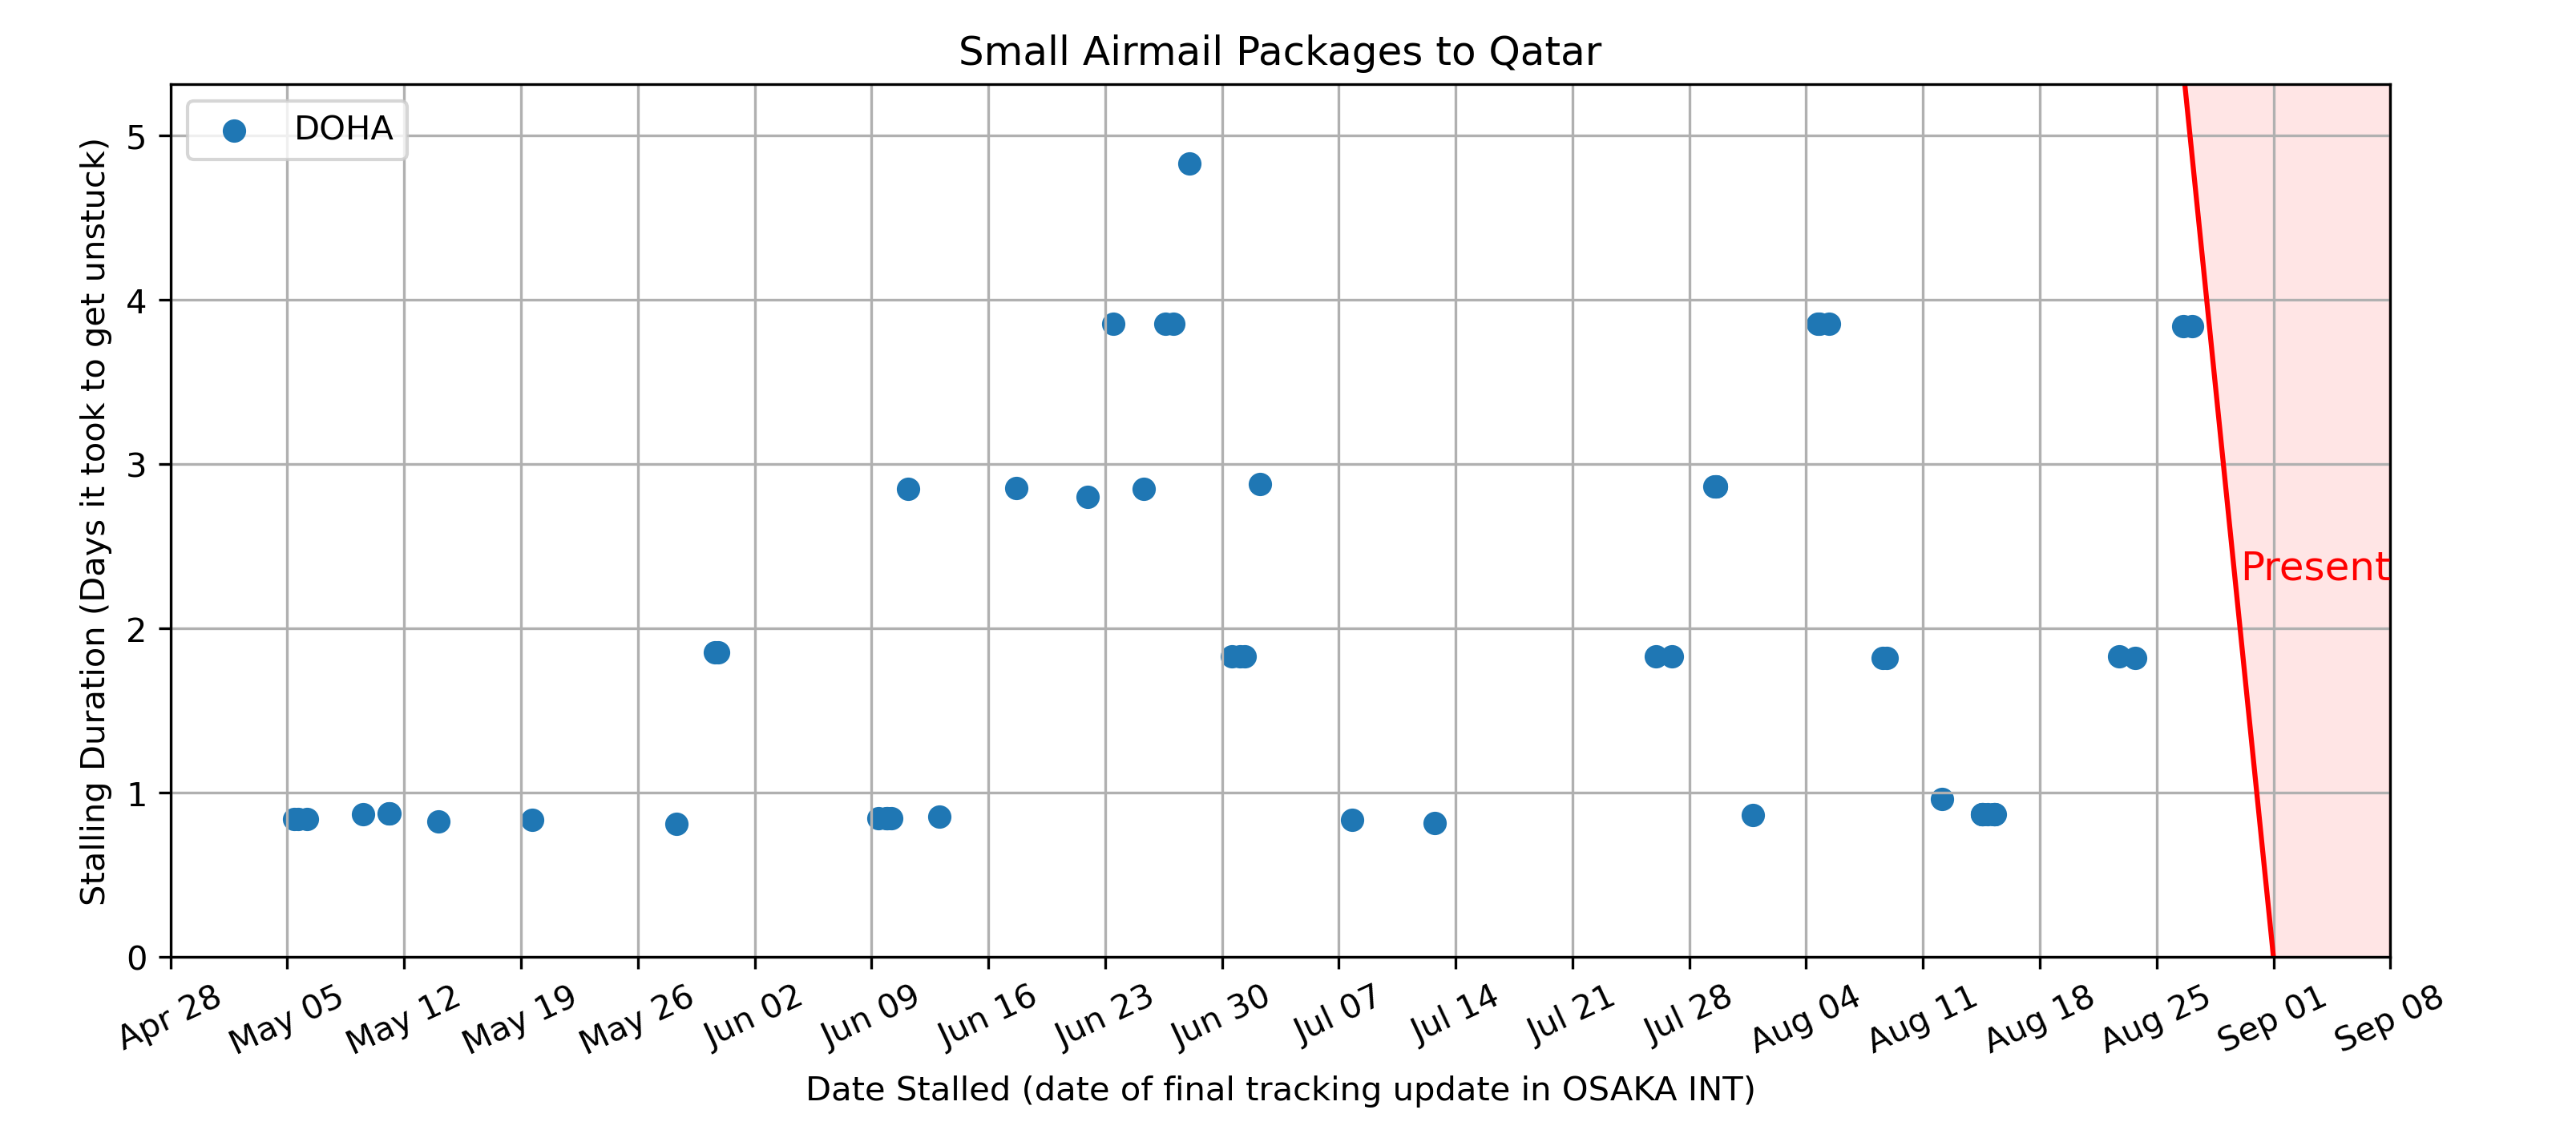 Small Airmail Packages to Qatar
DOHA
Stalling Duration (Days it took to get unstuck)
5
4
3
2
1
0
Present
Apr 28
May 05
May 12
May 19
May 26
Jun 02
Jun 09
Jun 16
Jun 23
Jun 30
Jul 07
Jul 14
Jul 21
Jul 28
Aug 04
Aug 11
Aug 18
Aug 25
Sep 01
Sep 08
Date Stalled (date of final tracking update in OSAKA INT)